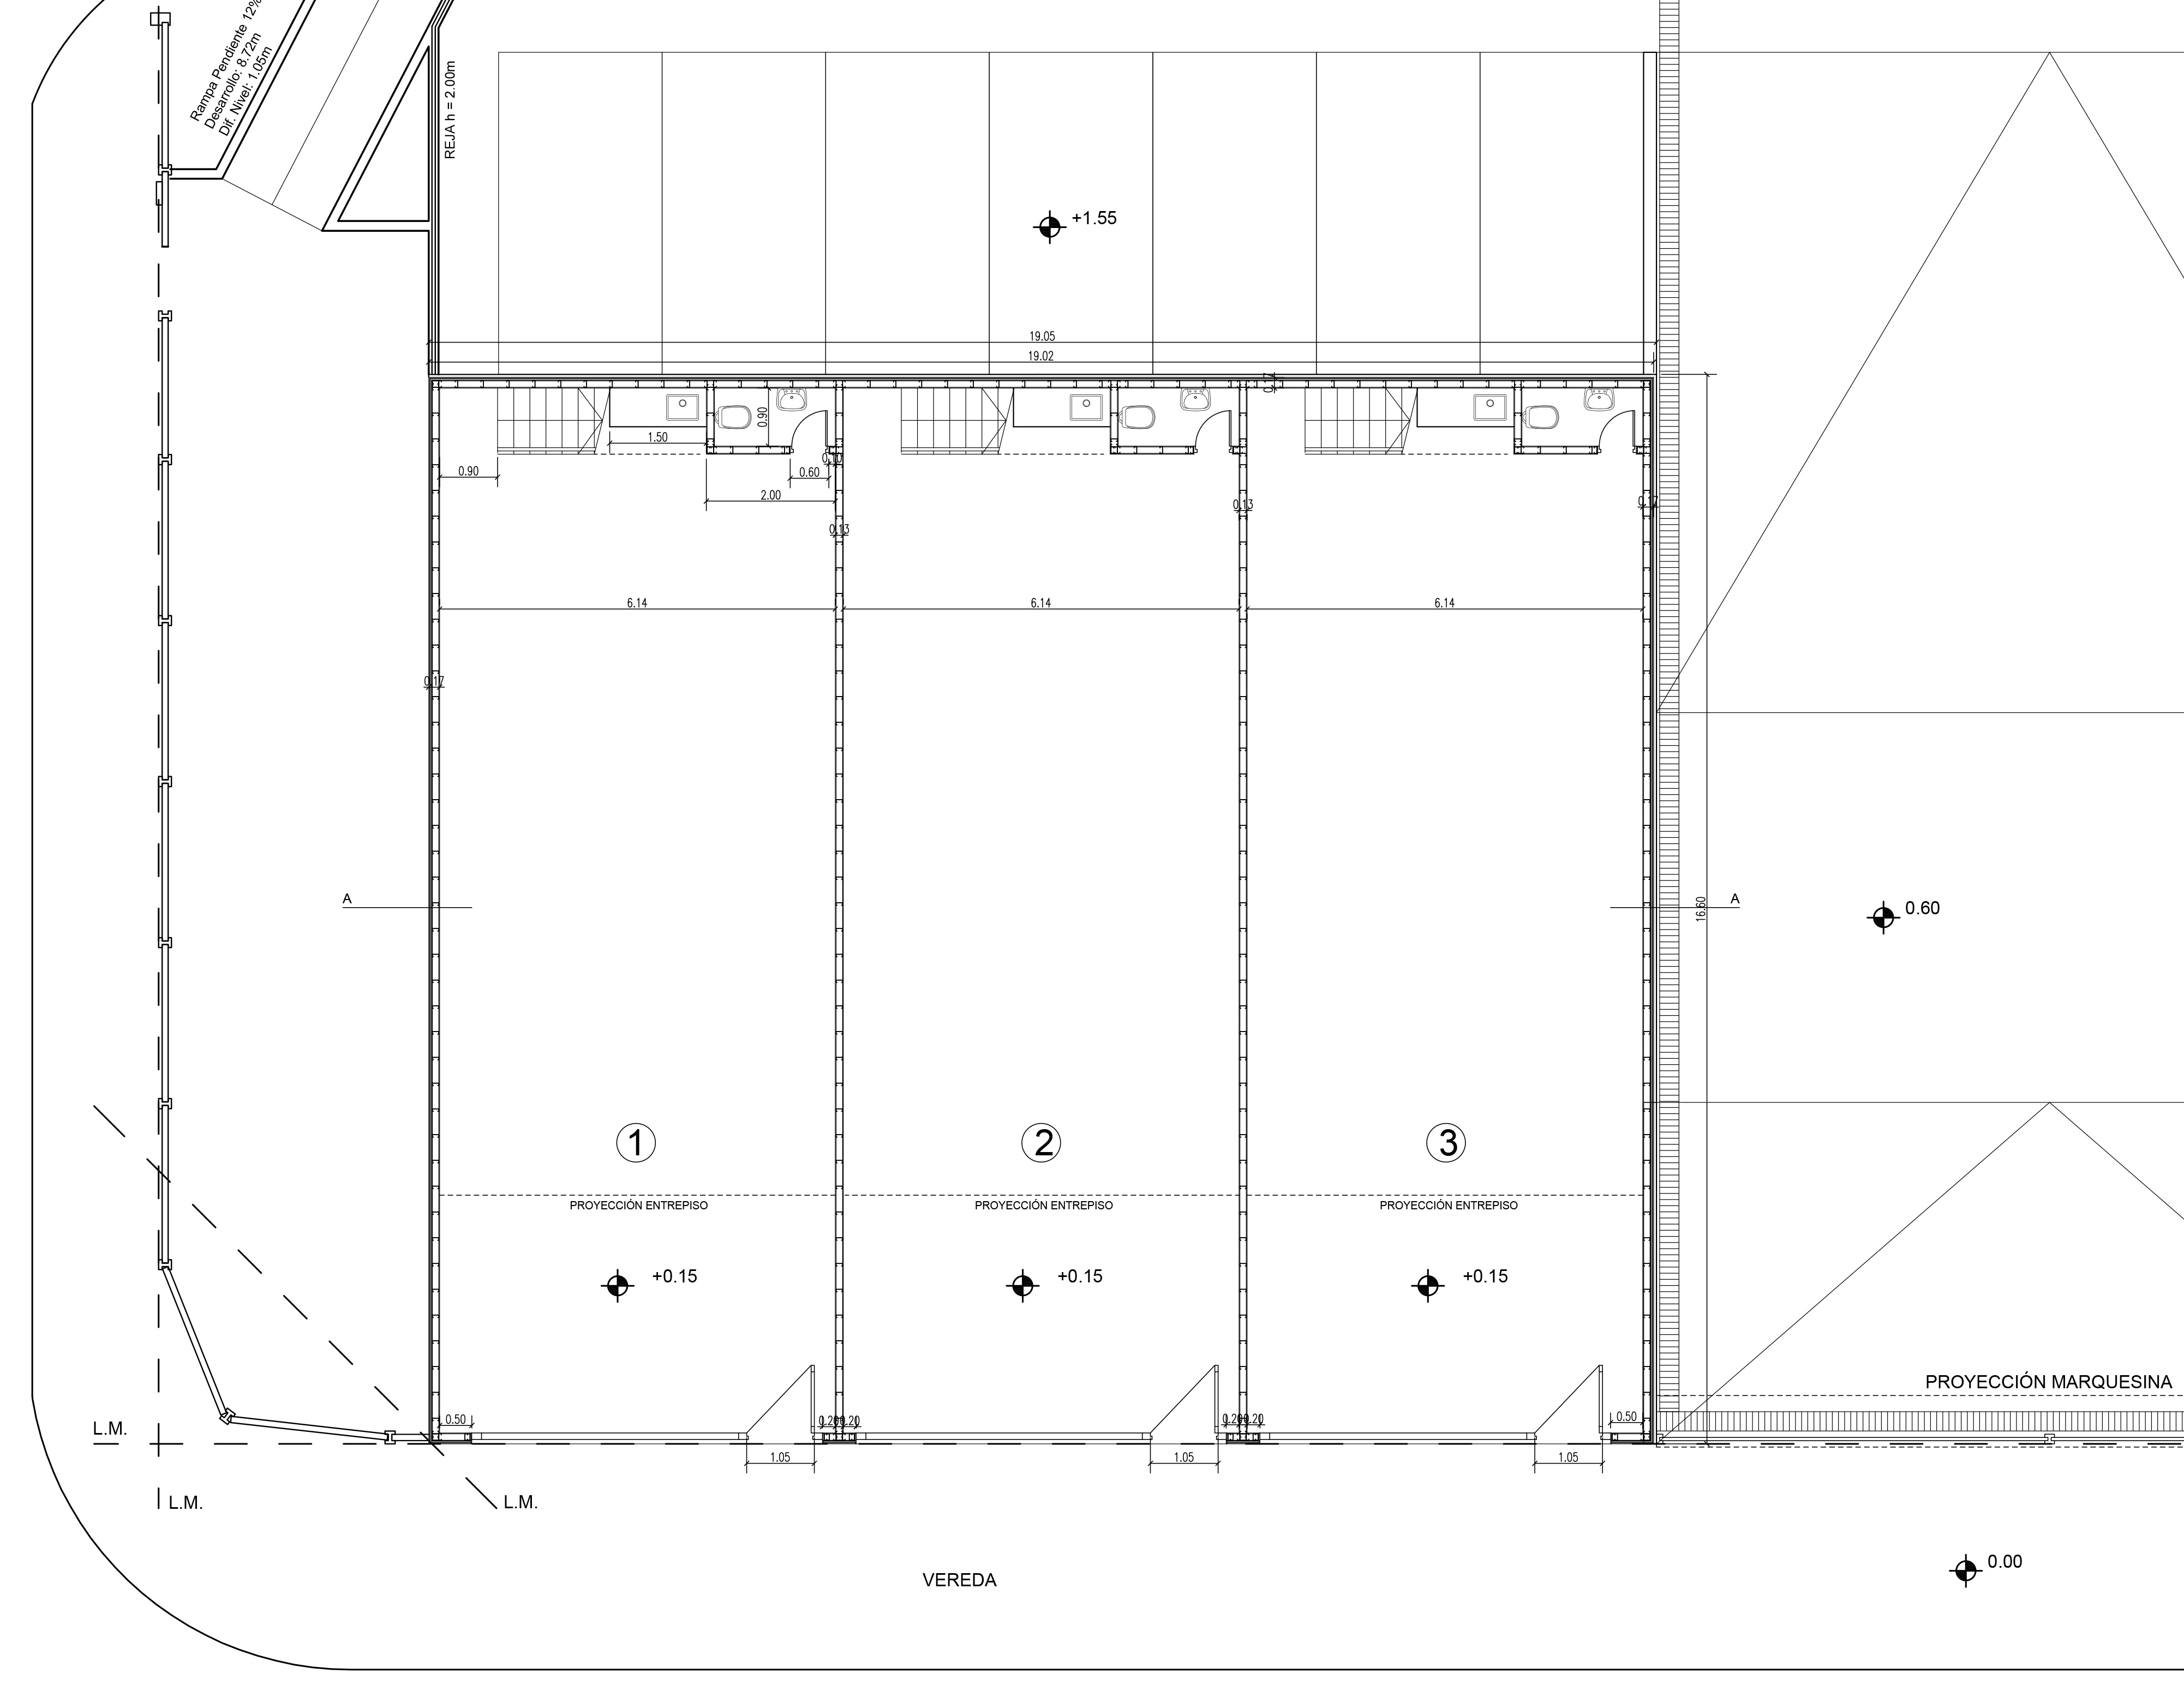 Rampa Pendiente 12%
Desarrollo: 8.72m
Dif. Nivel: 1.05m
REJA h = 2.00m
+1.55
19.05
19.02
0.17
0.90
1.50
0.10
0.90
0.60
2.00
0.13
0.13
0.17
6.14
6.14
6.14
0.17
A
A
16.60
0.60
1
2
3
PROYECCIÓN ENTREPISO
PROYECCIÓN ENTREPISO
PROYECCIÓN ENTREPISO
+0.15
+0.15
+0.15
PROYECCIÓN MARQUESINA
0.50
0.20
0.20
0.20
0.20
0.50
L.M.
1.05
1.05
1.05
L.M.
L.M.
VEREDA
0.00